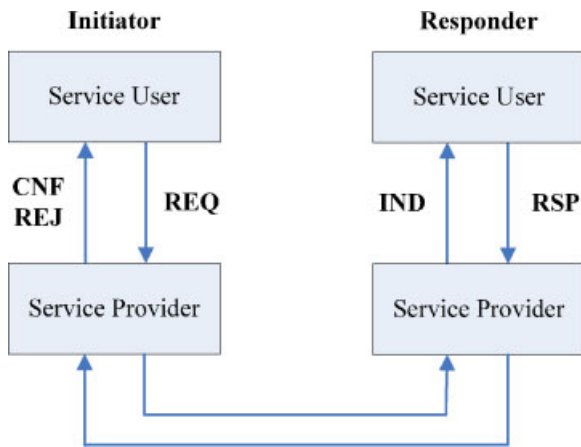 Initiator
Responder
Service User
Service User
CNF
REJ
REQ
IND
RSP
Service Provider
Service Provider